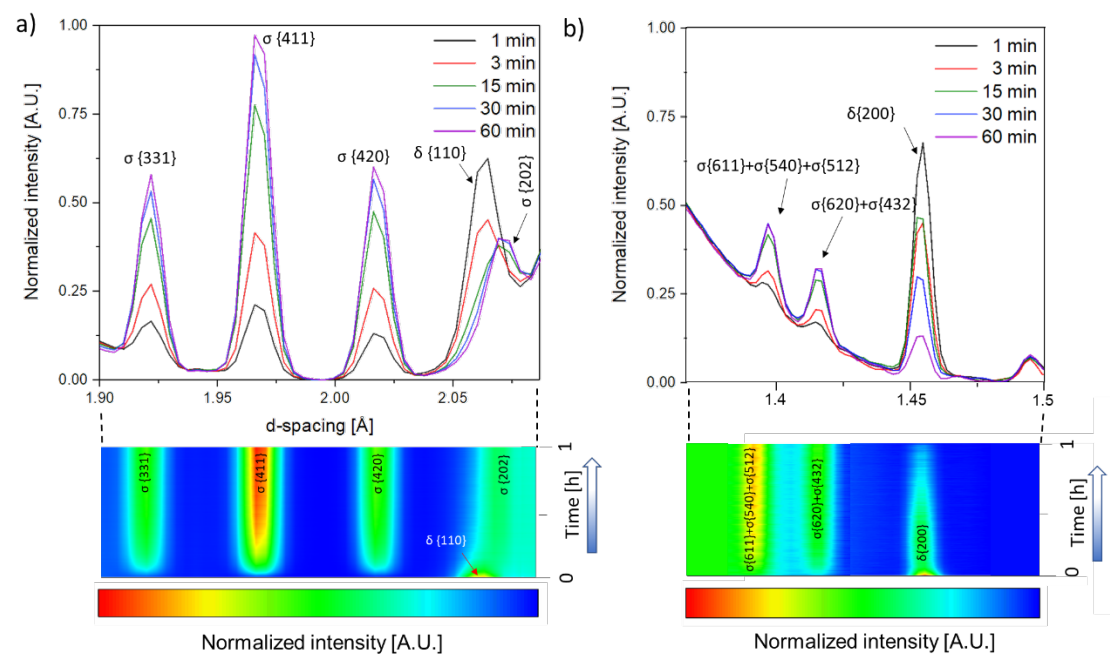 a)
Normalized intensity [A.U.]
1.00
0.75
0.50
0.25
0.00
1.90
1.95
2.00
2.05
d-spacing [Å]
σ {331}
σ {411}
σ {420}
δ {110}
σ {202}
1 min
3 min
15 min
30 min
60 min
σ {331}
σ {411}
σ {420}
σ {202}
δ {110}
1
0
Time [h]
Normalized intensity [A.U.]
b)
Normalized intensity [A.U.]
1.00
0.75
0.50
0.25
0.00
1.4
1.45
1.5
σ{611}+σ{540}+σ{512}
σ{620}+σ{432}
δ{200}
1 min
3 min
15 min
30 min
60 min
σ{611}+σ{540}+σ{512}
σ{620}+σ{432}
δ{200}
1
0
Time [h]
Normalized intensity [A.U.]